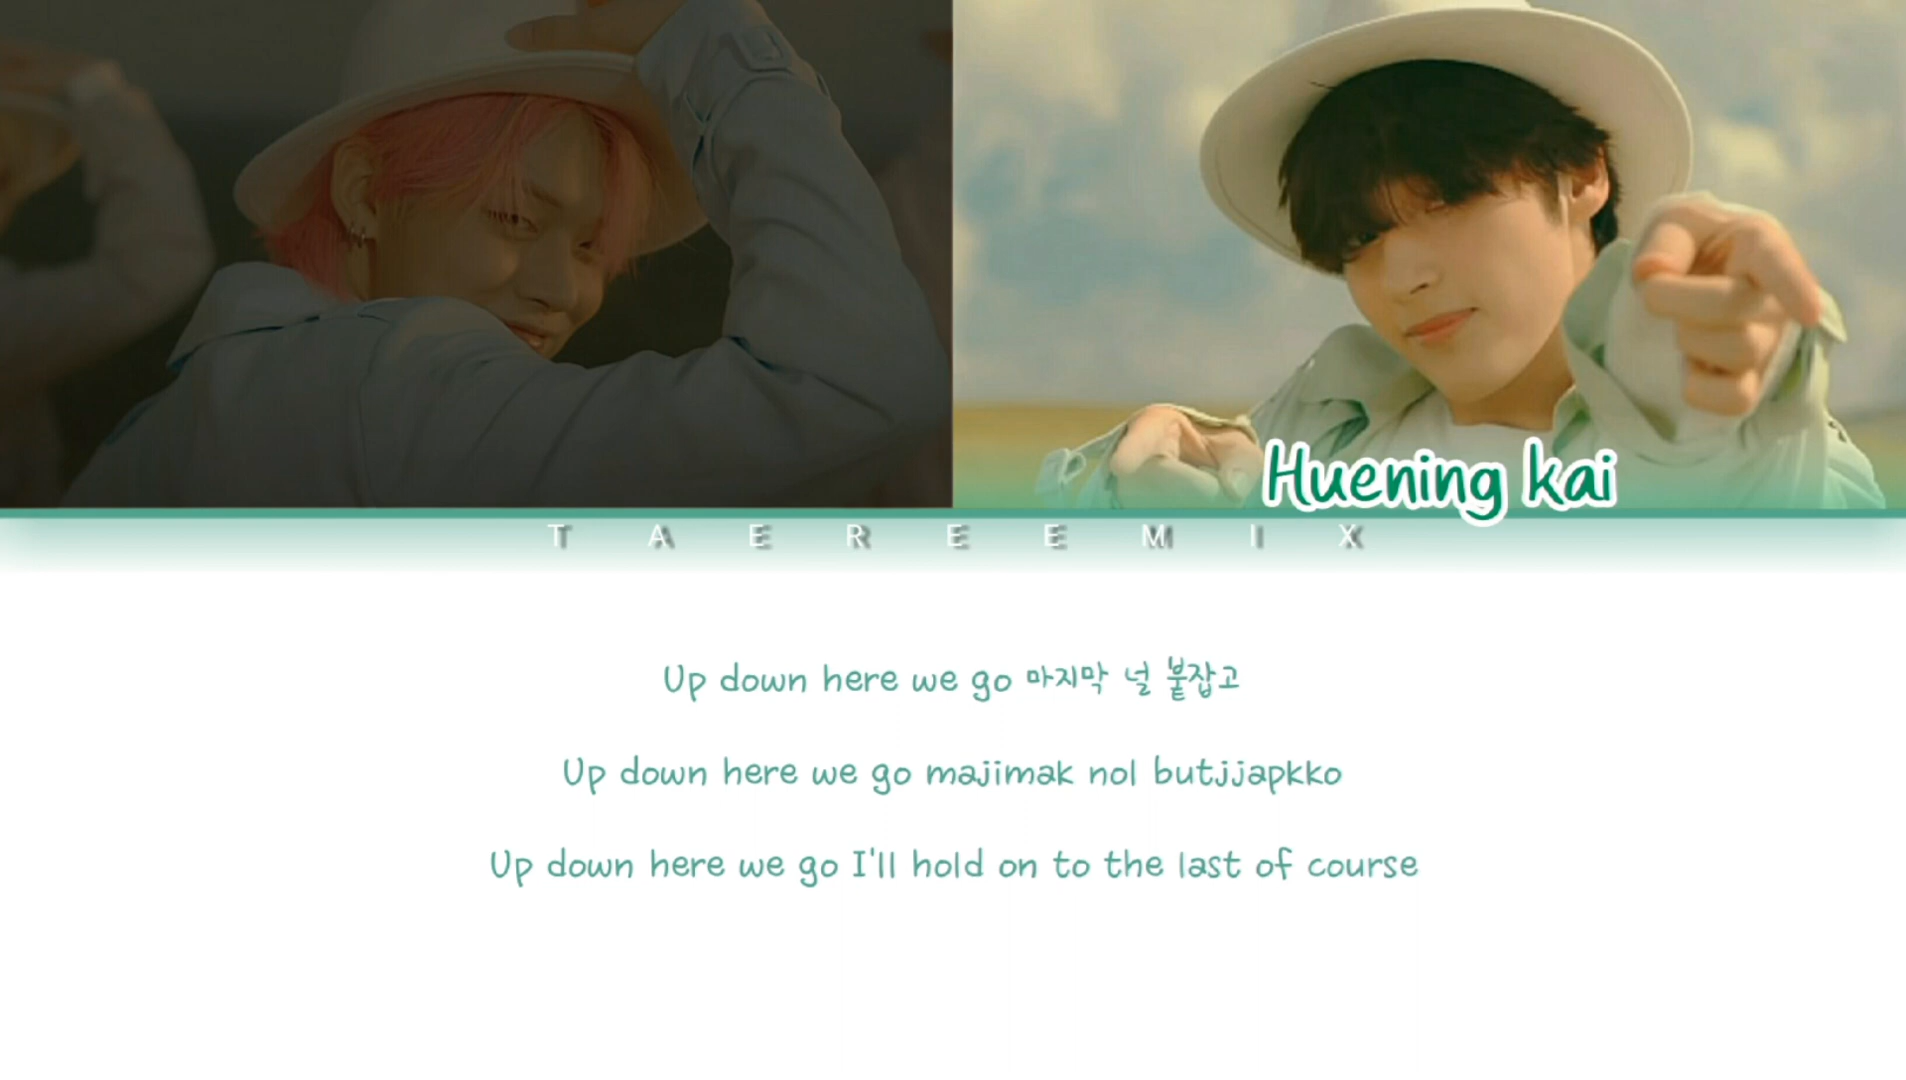 Huening kai
TAEREEMIX
Up down here we go 마지막 널 붙잡고
Up down here we go majimak nol butjjapkko
Up down here we go I'll hold on to the last of course